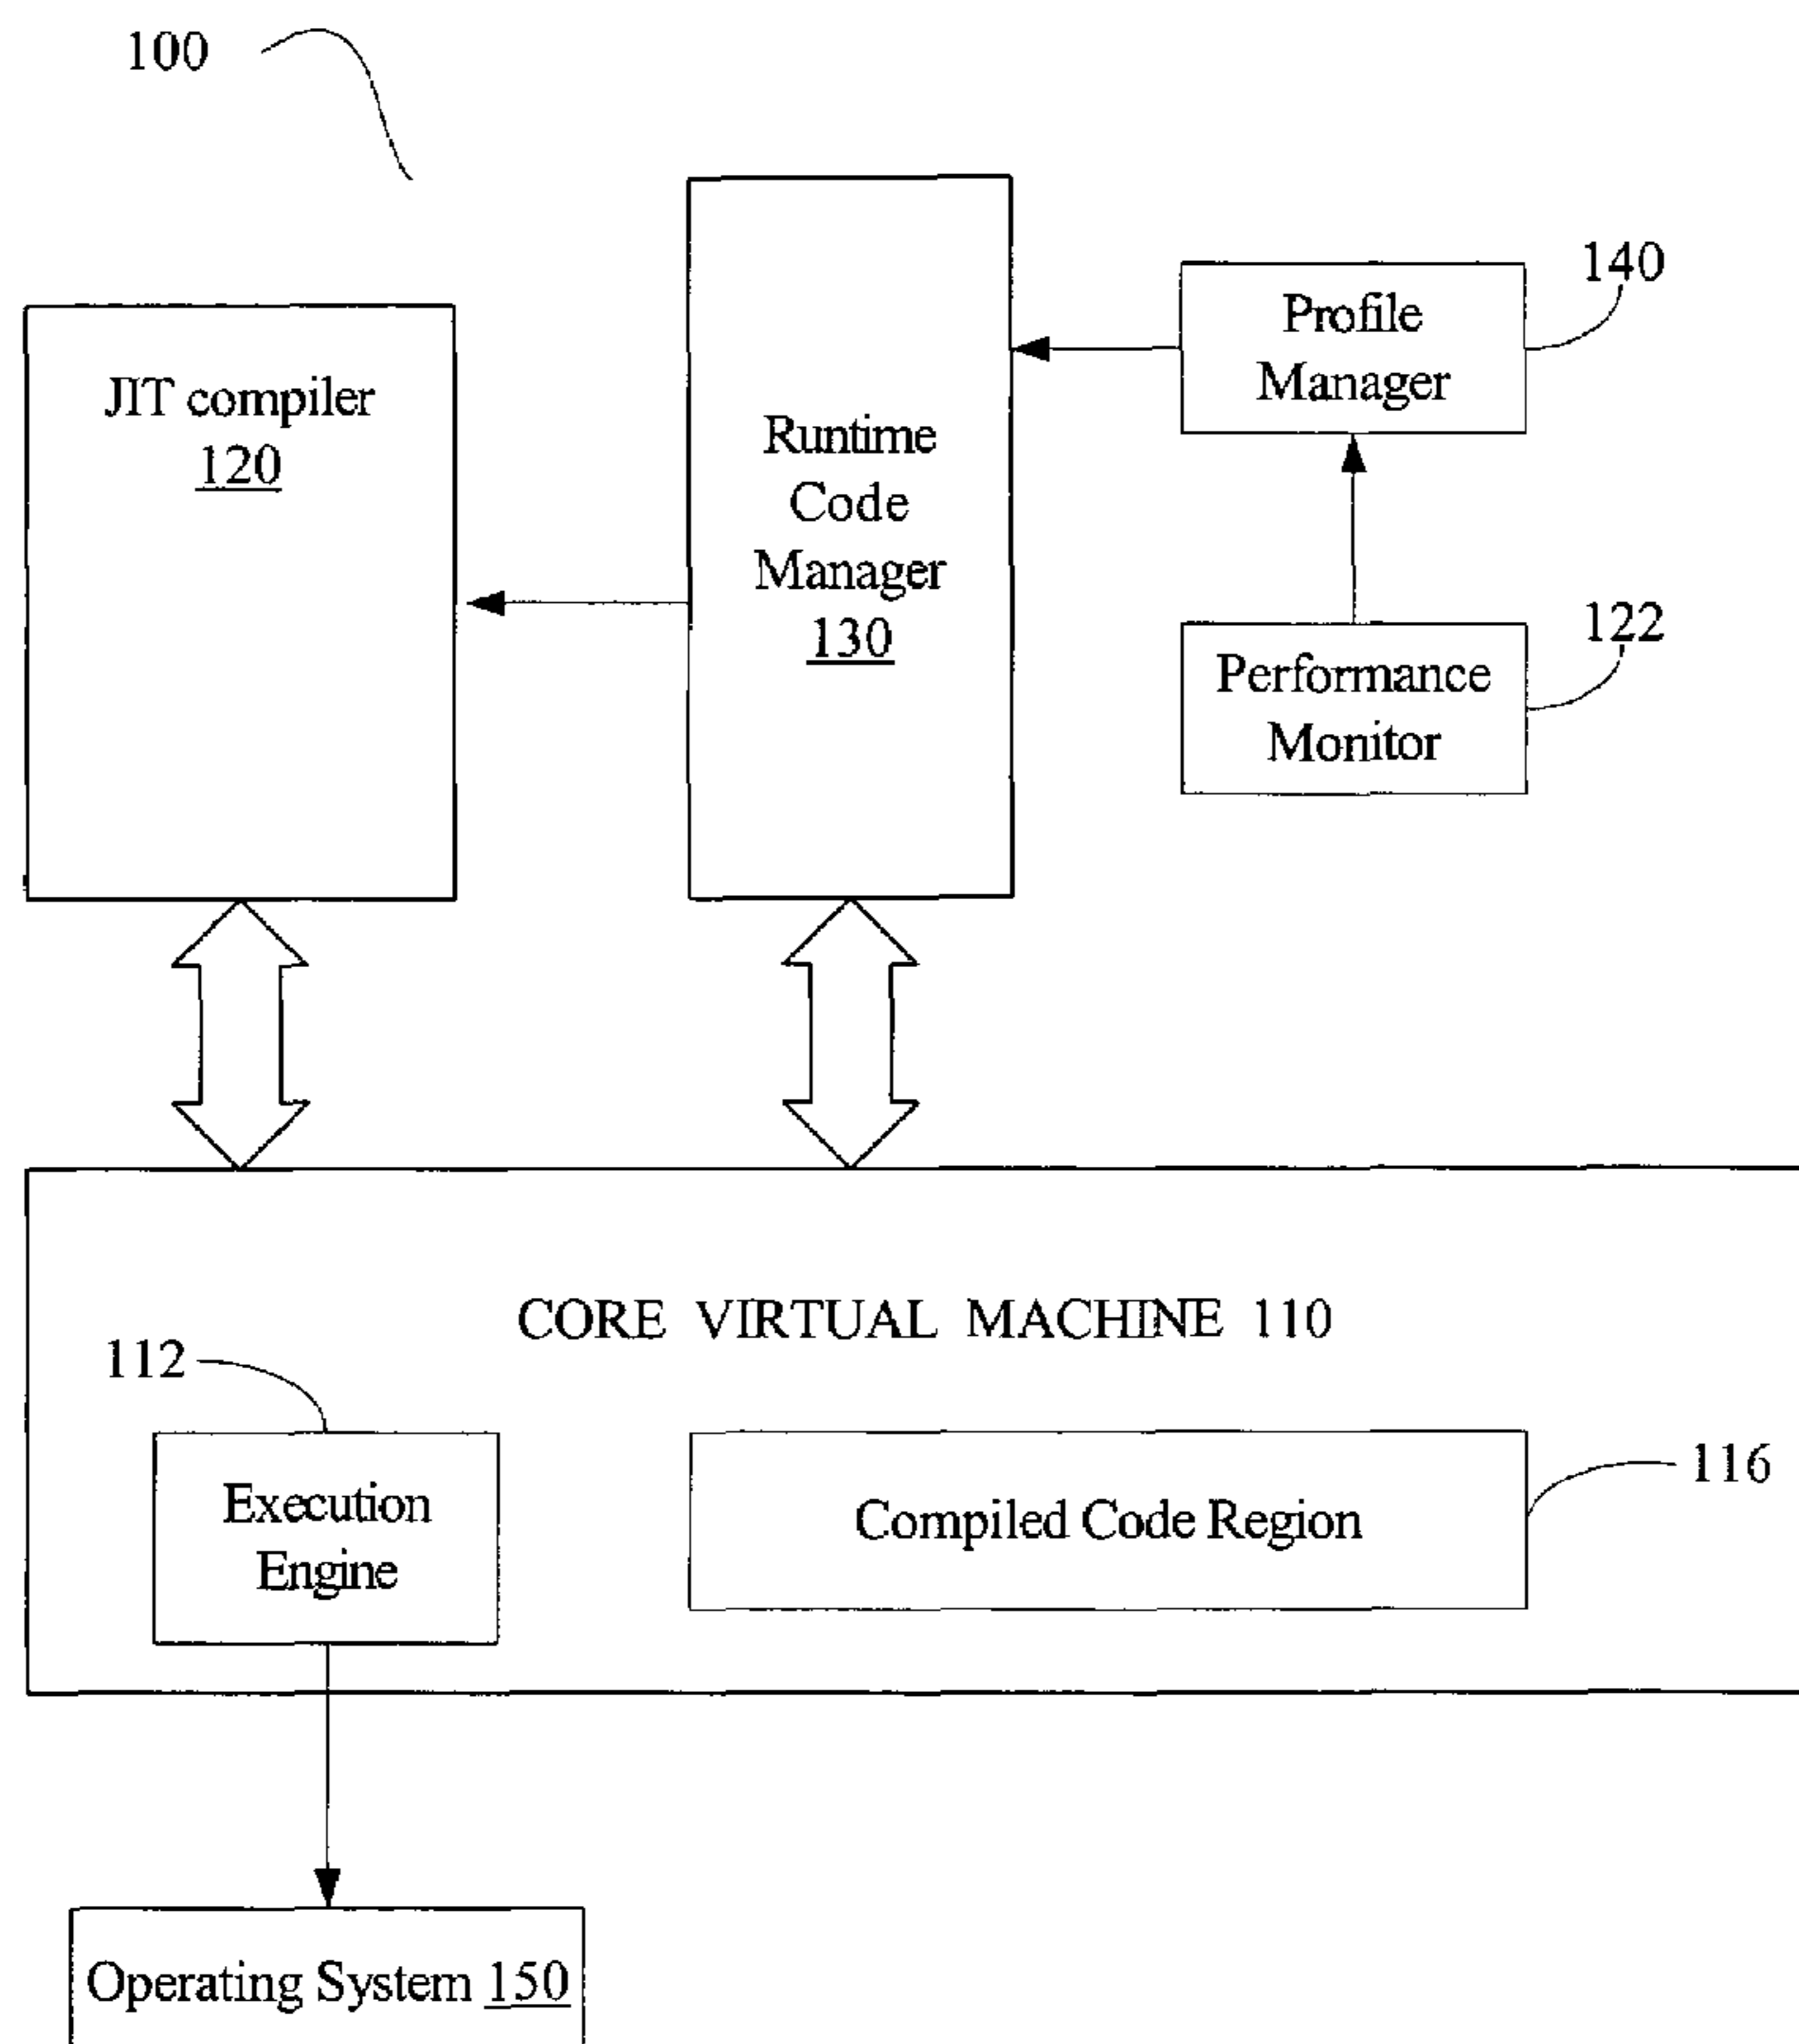 100
140
Profile
Manager
JIT compiler
120
Runtime
Code
Manager
130
122
Performance
Monitor
CORE VIRTUAL MACHINE 110
112
Execution
Engine
Compiled Code Region
116
Operating System 150